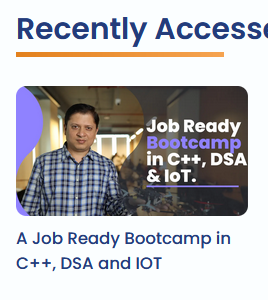 Recently Accesse
Job Ready
Bootcamp
in C++, DSA
& IoT.
A Job Ready Bootcamp in
C++, DSA and IOT